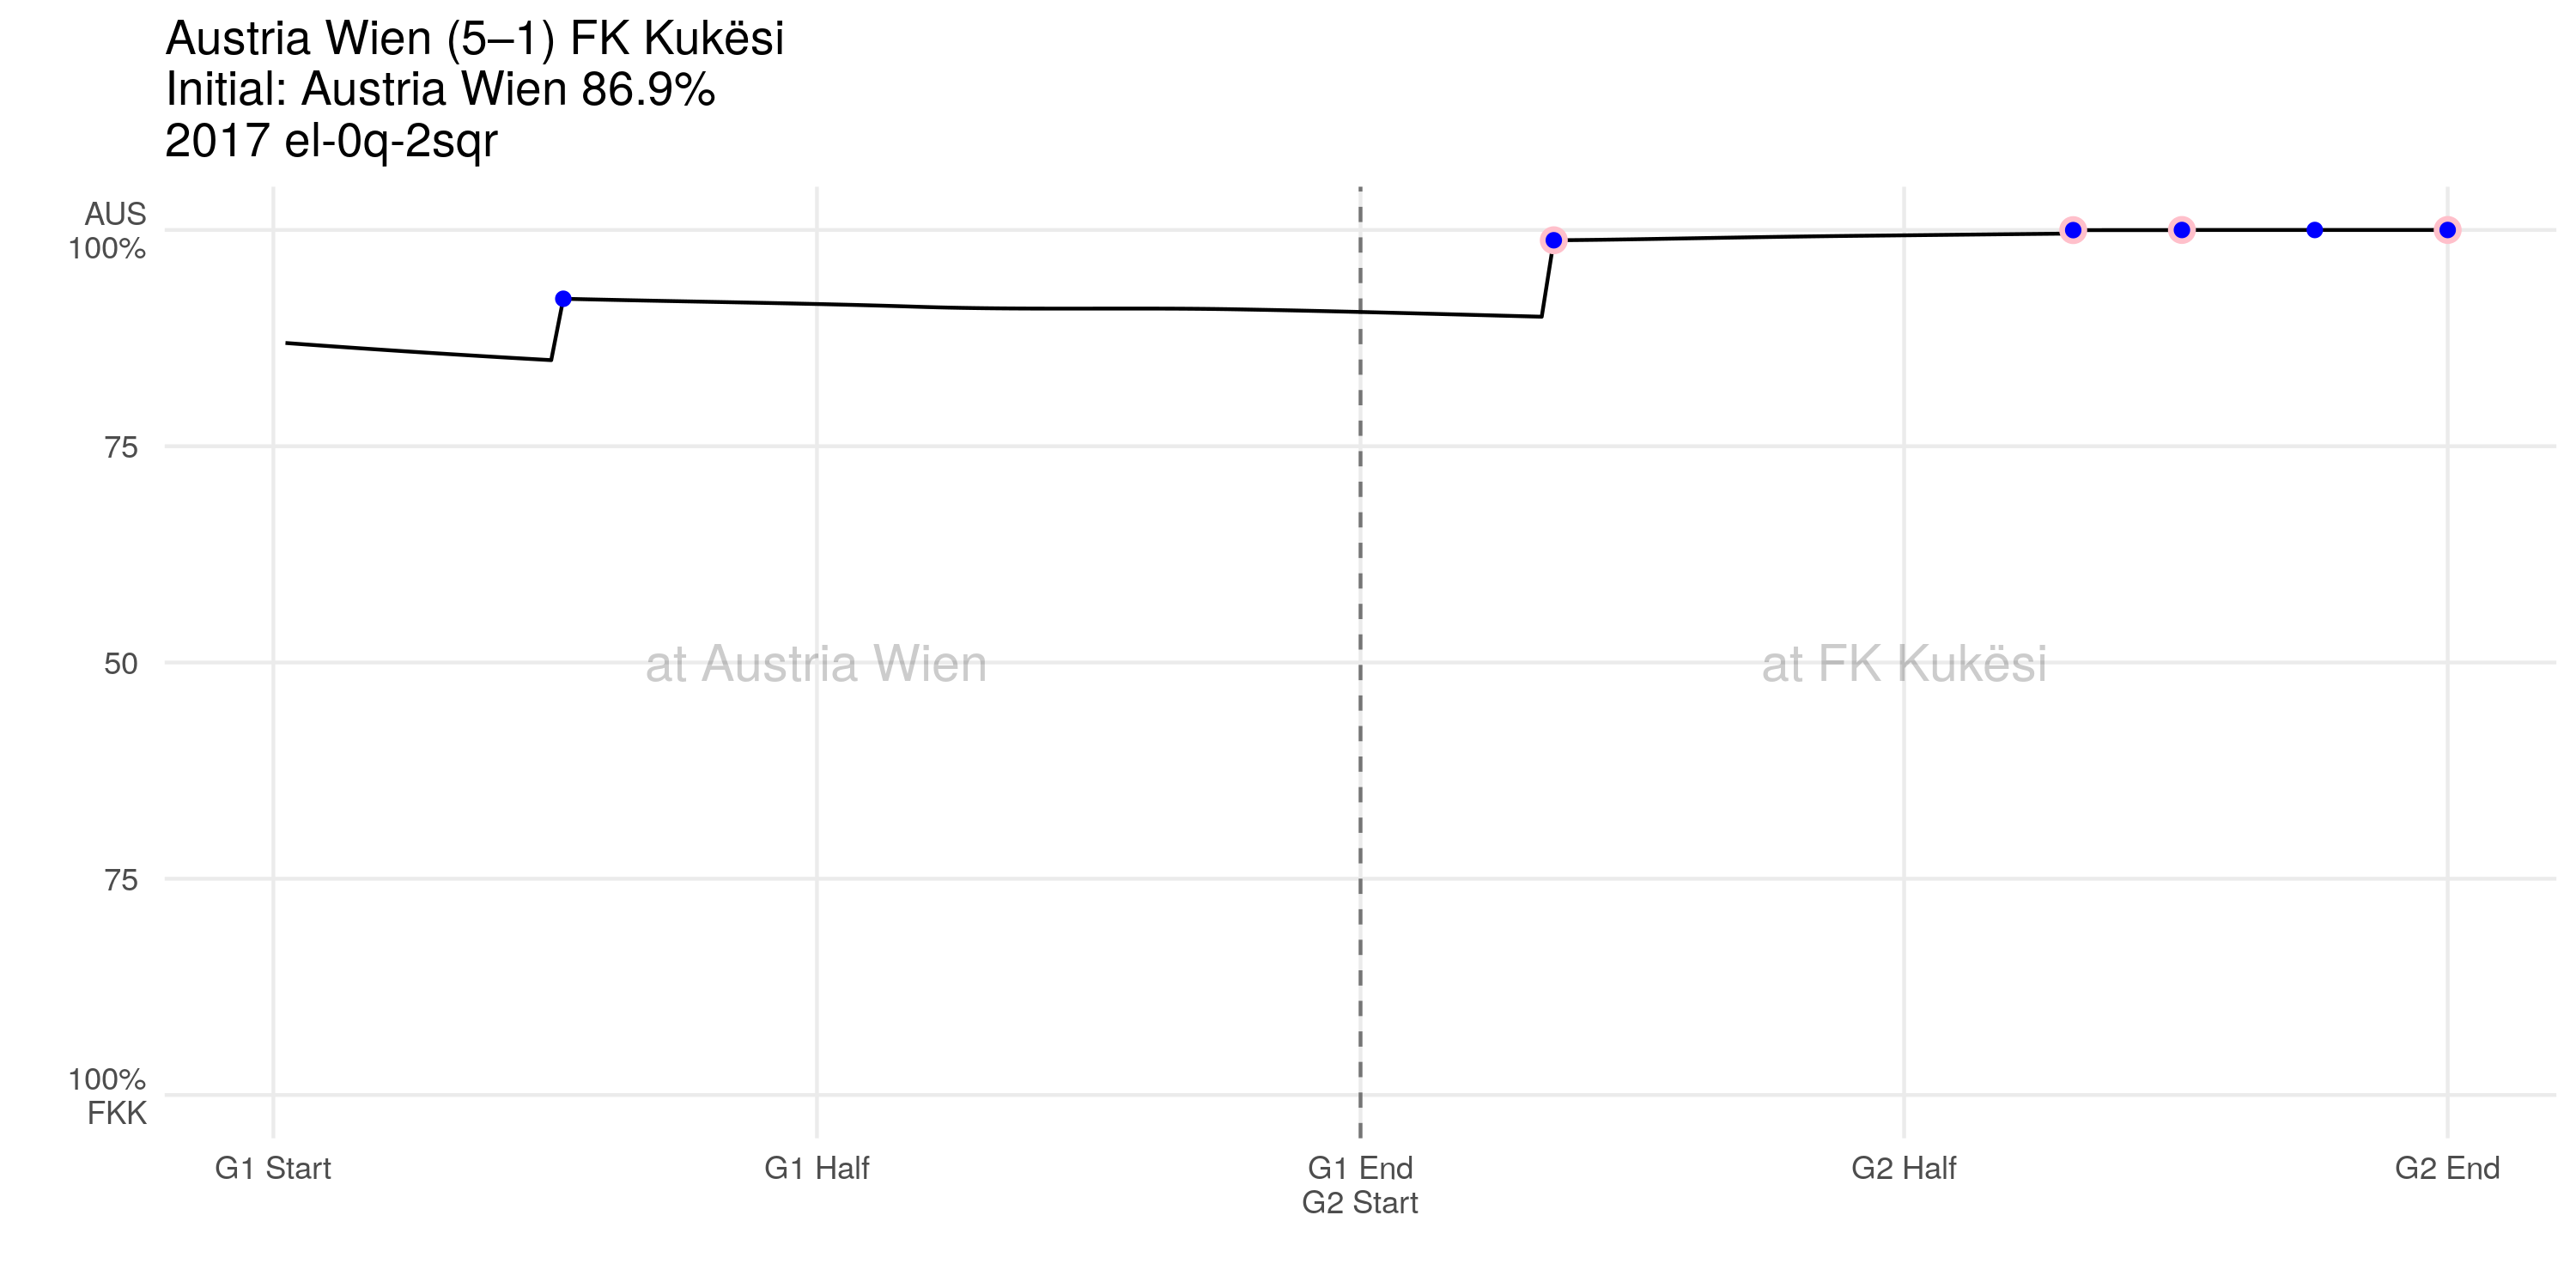 Austria Wien (5–1) FK Kukësi
Initial: Austria Wien 86.9%
2017 el-0q-2sqr
AUS
100%
75
50
75
100%
FKK
at Austria Wien
at FK Kukësi
G1 Start
G1 Half
G1 End
G2 Start
G2 Half
G2 End